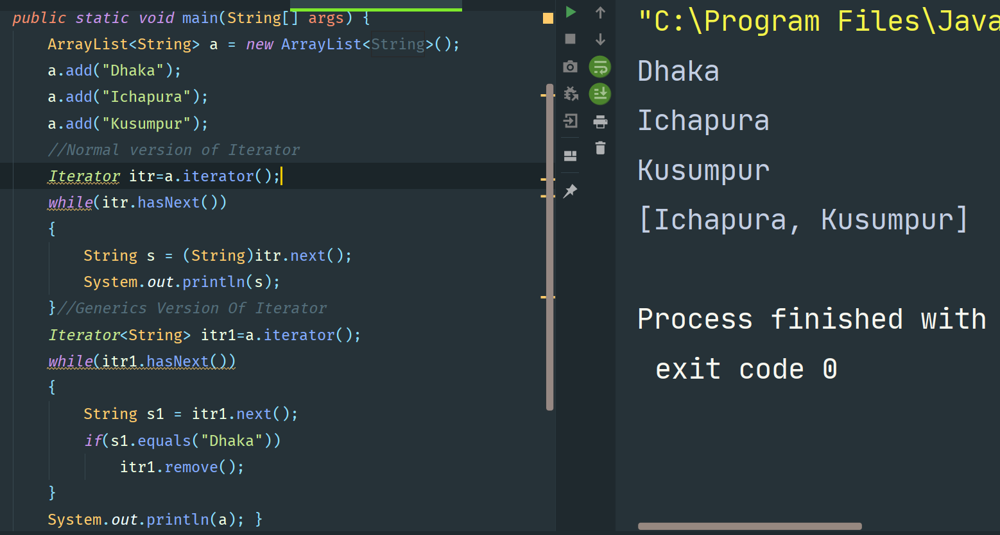 public static void main(String[] args) {
ArrayList<String> a = new ArrayList<String>();
a.add("Dhaka");
a.add("Ichapura");
a.add("Kusumpur");
//Normal version of Iterator
Iterator itr=a.iterator();
while(itr.hasNext())
{
String s = (String)itr.next();
System.out.println(s);
}//Generics Version Of Iterator
Iterator<String> itr1=a.iterator();
while(itr1.hasNext())
{
String s1 = itr1.next();
if(s1.equals("Dhaka"))
itr1.remove();
}
System.out.println(a); }
"C:\Program Files\Java
Dhaka
Ichapura
Kusumpur
[Ichapura, Kusumpur]
Process finished with
exit code 0